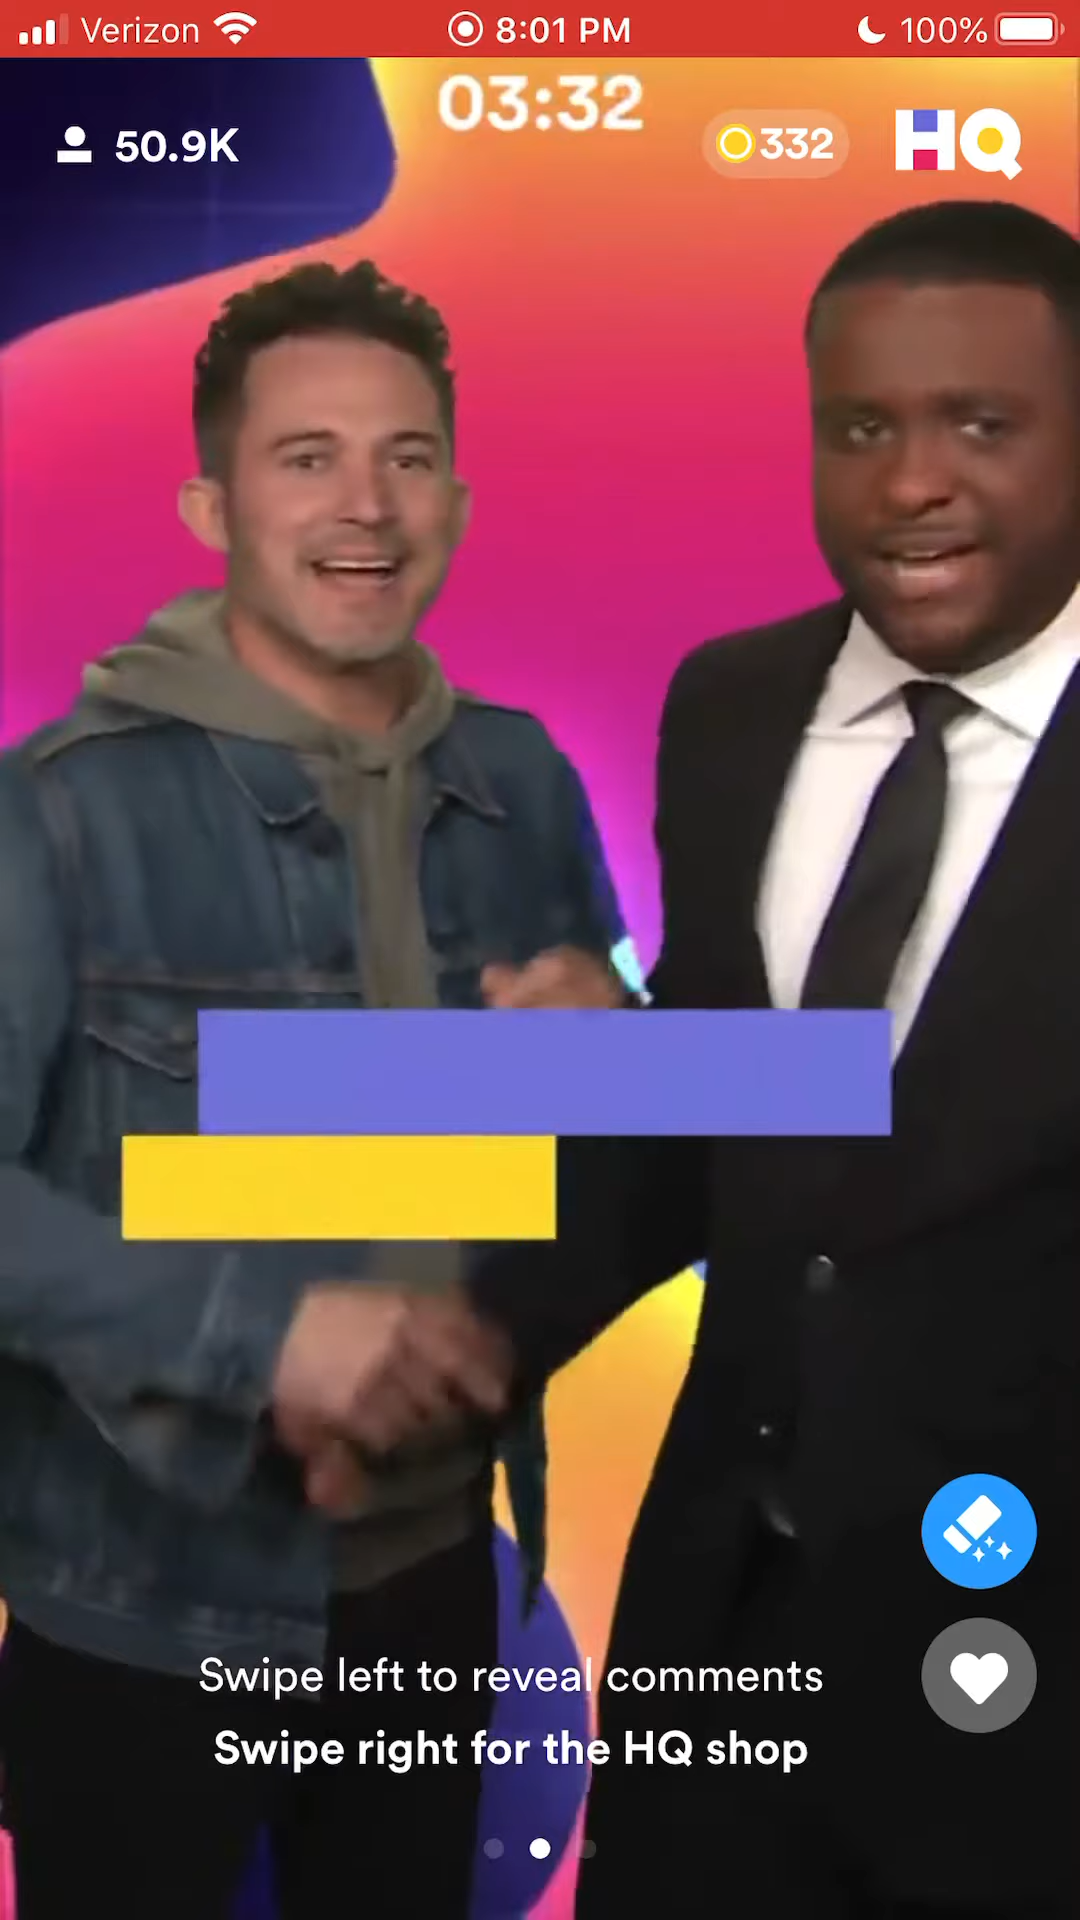 Verizon 8:01 PM 100%
03:32
50.9K
332
HQ
Swipe left to reveal comments
Swipe right for the HQ shop